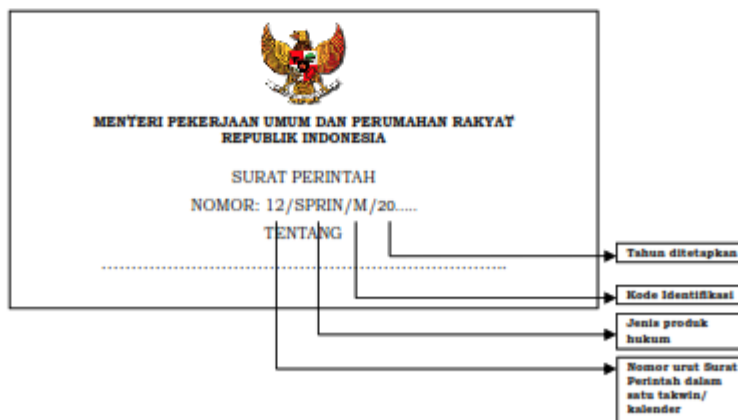 MENTERI PEKERJAAN UMUM DAN PERUMAHAN RAKYAT
REPUBLIK INDONESIA
SURAT PERINTAH
NOMOR: 12/SPRIN/M/20.....
TENTANG
Tahun ditetapkan
Kode Identifikasi
Jenis produk
hukum
Nomor urut Surat
Perintah dalam
satu takwin/
kalender